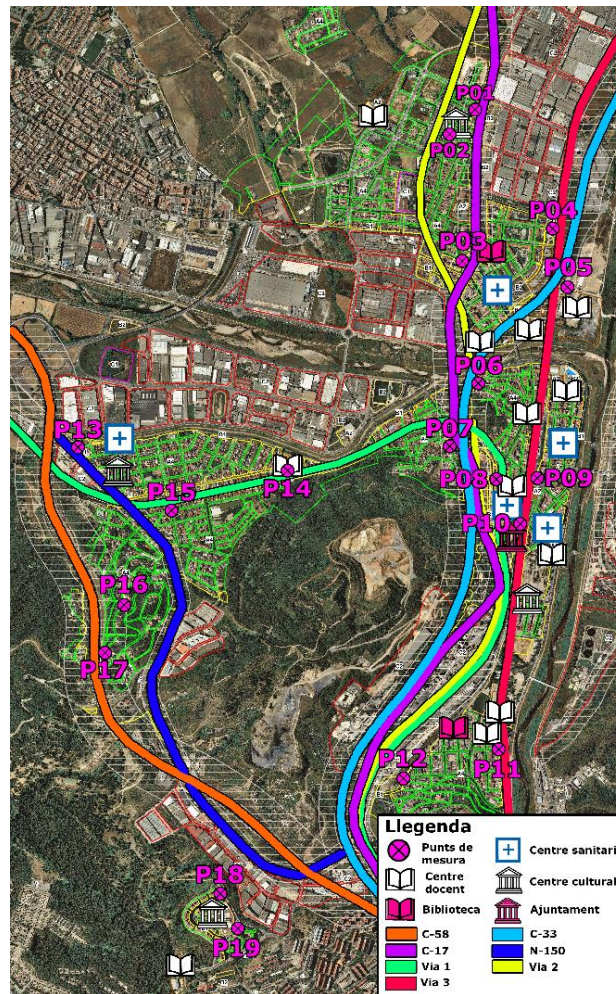 P01
P02
P03
P04
P05
P06
P07
P08
P09
P10
P11
P12
P13
P14
P15
P16
P17
P18
P19
Llegenda
Punts de
mesura
Centre sanitari
Centre
docent
Centre cultural
Biblioteca
Ajuntament
C-58
C-33
C-17
N-150
Via 1
Via 2
Via 3